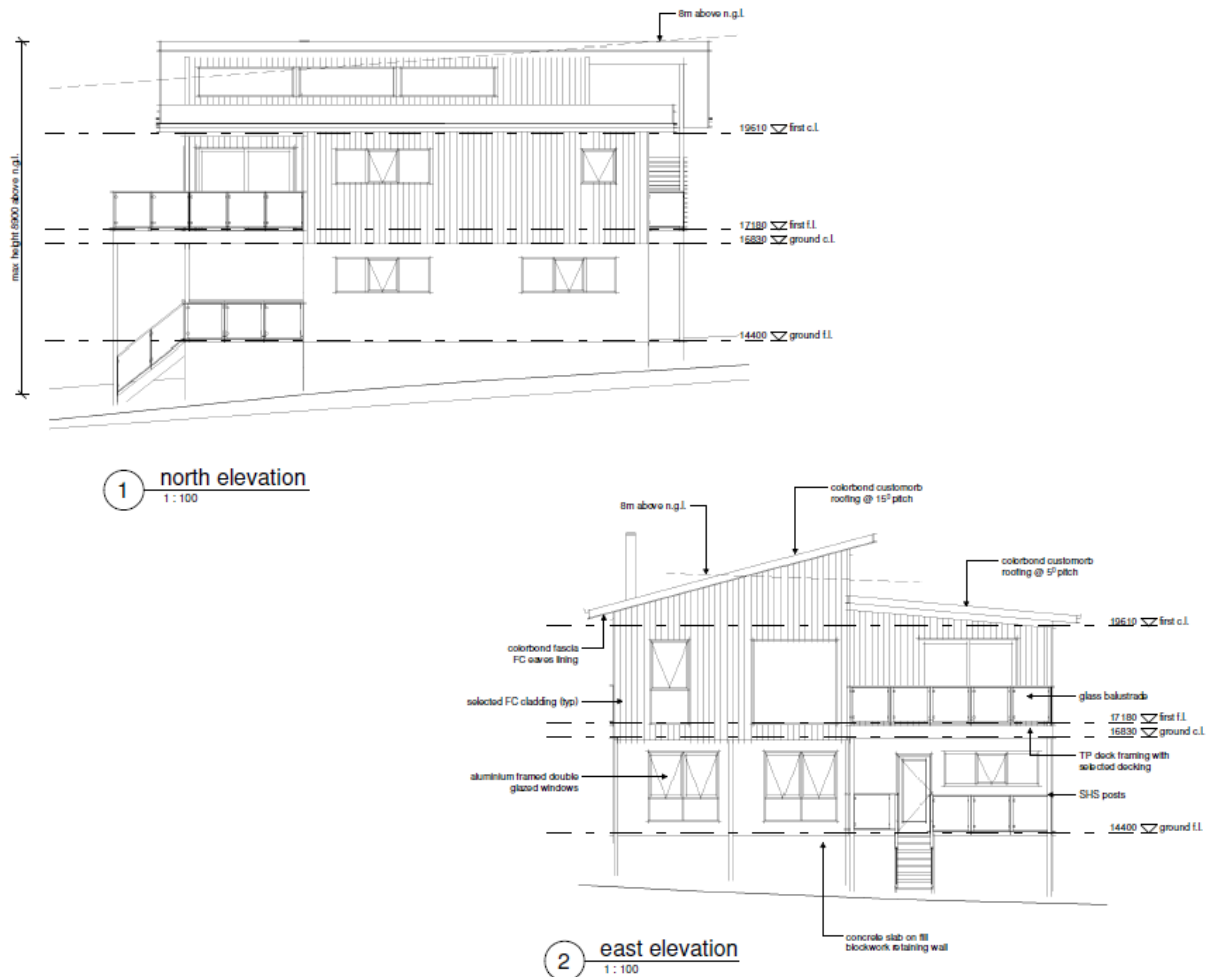 8m above n.g.l.
max height 8900 above n.g.l.
19610 first c.l.
17180 first f.l.
16830 ground c.l.
14400 ground f.l.
1 north elevation
1 : 100
colorbond customorb
roofing @ 15⁰ pitch
8m above n.g.l.
colorbond customorb
roofing @ 5⁰ pitch
19610 first c.l.
colorbond fascia
FC eaves lining
selected FC cladding (typ)
glass balustrade
17180 first f.l.
16830 ground c.l.
TP deck framing with
selected decking
aluminium framed double
glazed windows
SHS posts
14400 ground f.l.
concrete slab on fill
blockwork retaining wall
2 east elevation
1 : 100